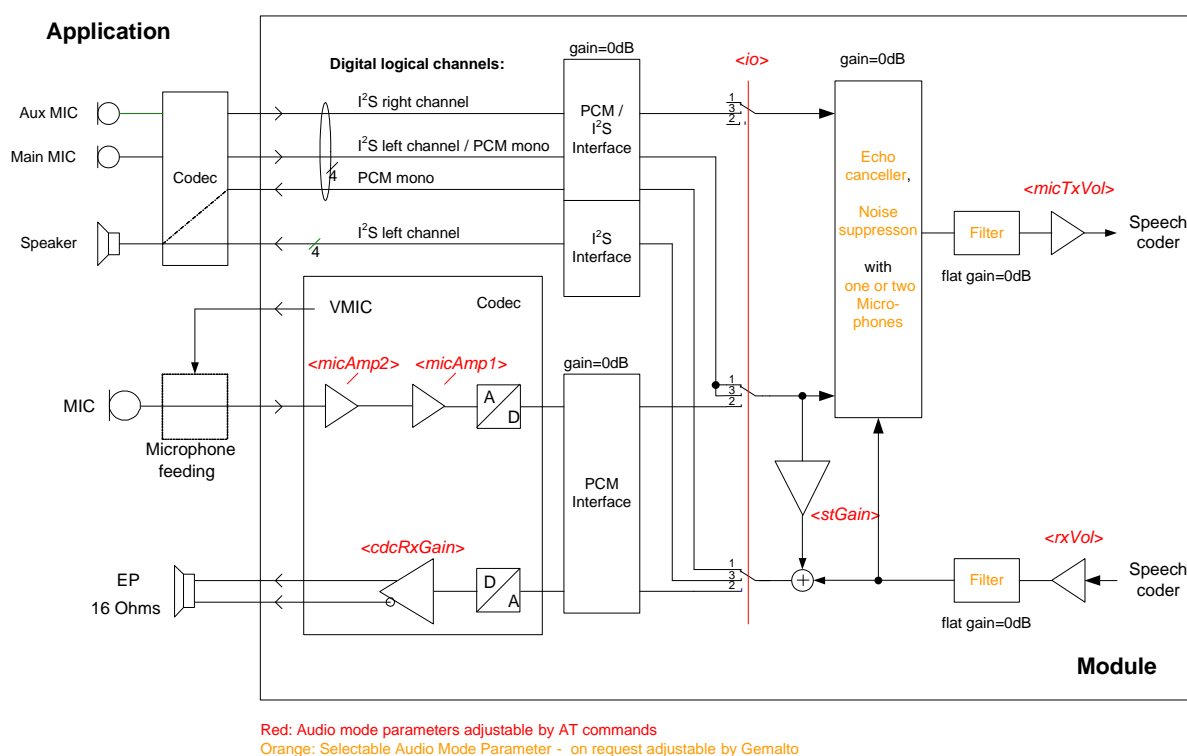 Application
Digital logical channels:
gain=0dB
<io>
gain=0dB
Aux MIC
Main MIC
Speaker
Codec
I²S right channel
I²S left channel / PCM mono
4
PCM mono
I²S left channel
4
PCM /
I²S
Interface
I²S
Interface
1
3
2
Echo
canceller,
Noise
suppresson
with
one or two
Micro-
phones
Filter
flat gain=0dB
<micTxVol>
Speech
coder
VMIC
Codec
<micAmp2>
<micAmp1>
A
D
MIC
Microphone
feeding
gain=0dB
PCM
Interface
1
3
2
<stGain>
<cdcRxGain>
D
A
EP
16 Ohms
1
3
2
Filter
flat gain=0dB
<rxVol>
Speech
coder
Module
Red: Audio mode parameters adjustable by AT commands
Orange: Selectable Audio Mode Parameter - on request adjustable by Gemalto